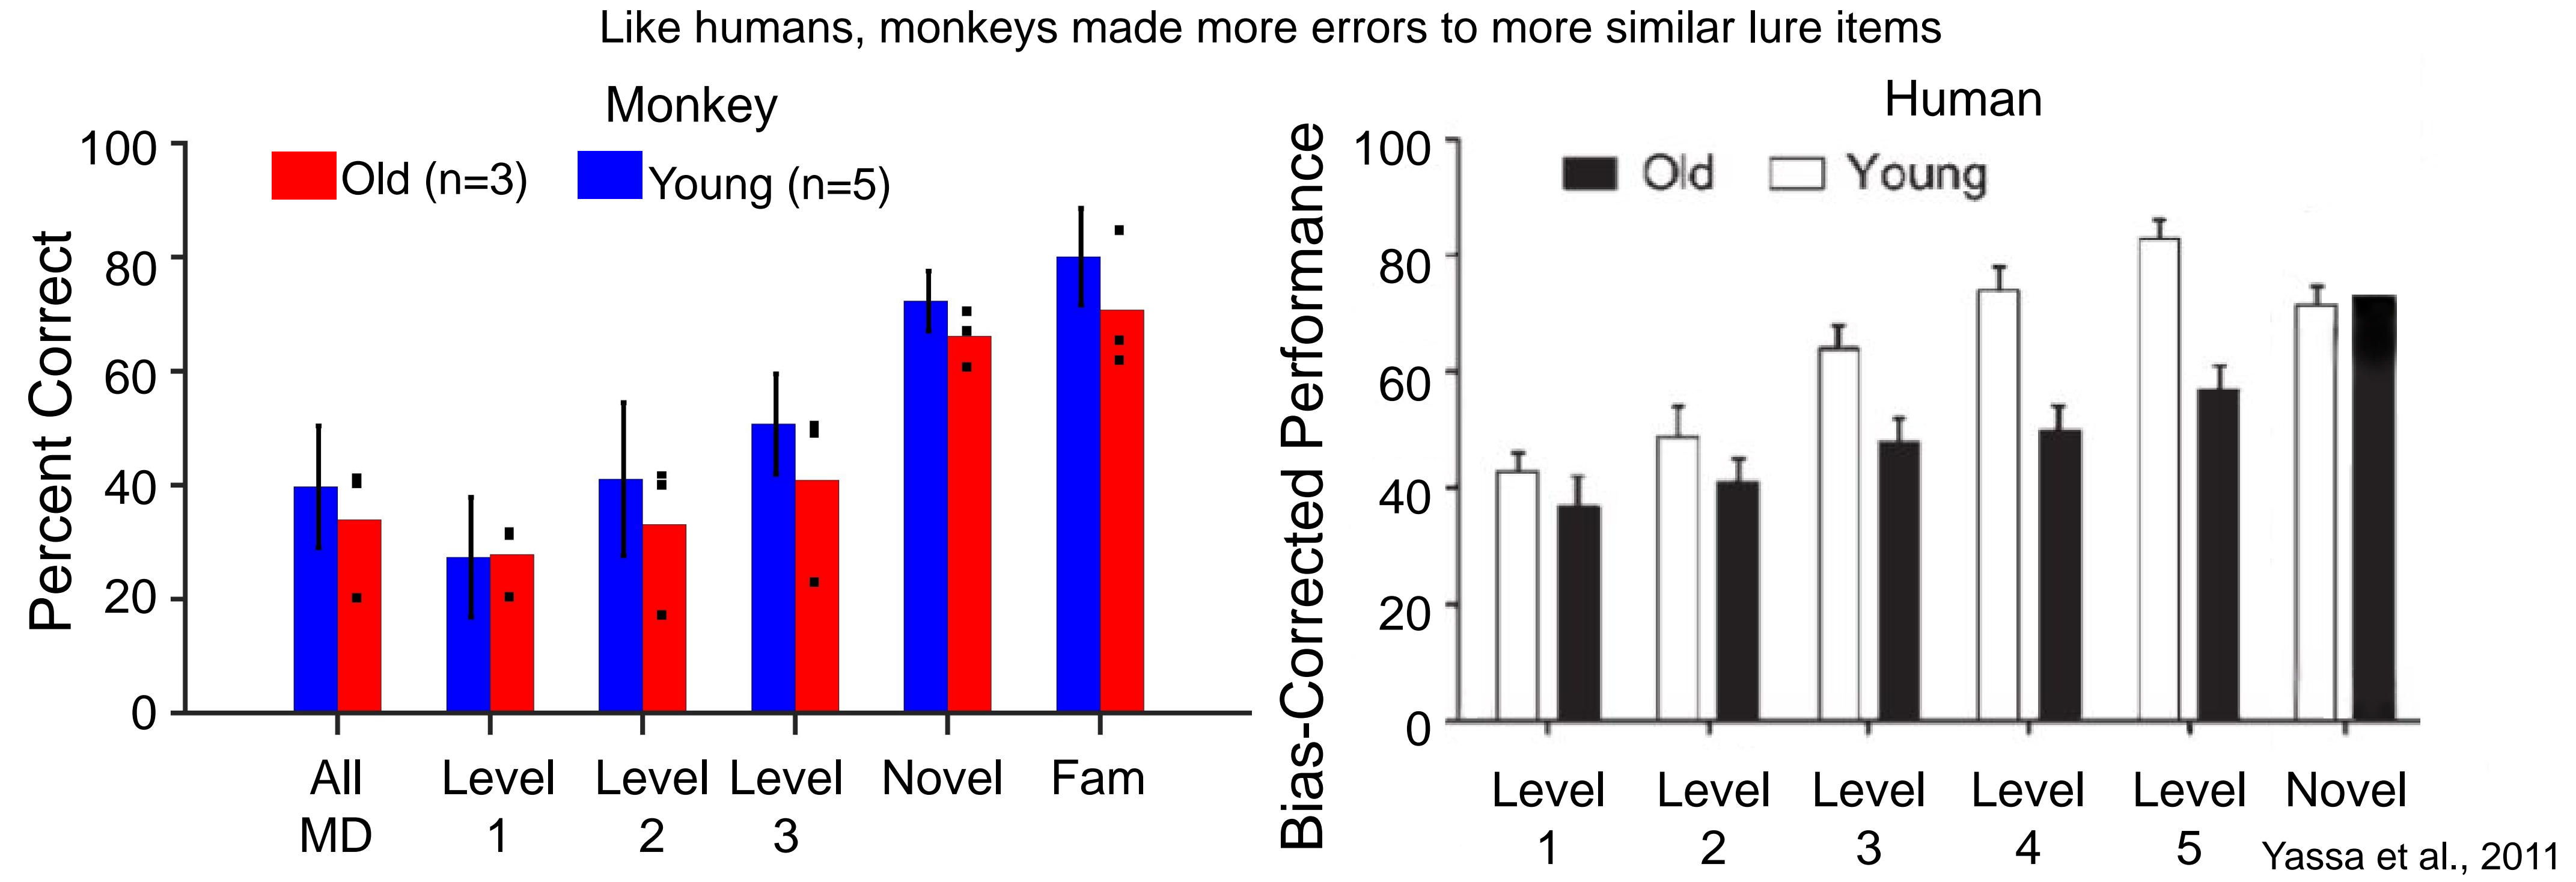 Like humans, monkeys made more errors to more similar lure items
Monkey
Percent Correct
100
80
60
40
20
0
Old (n=3)
Young (n=5)
All MD
Level 1
Level 2
Level 3
Novel
Fam
Human
Bias-Corrected Performance
100
80
60
40
20
0
Old
Young
Level 1
Level 2
Level 3
Level 4
Level 5
Novel
Yassa et al., 2011